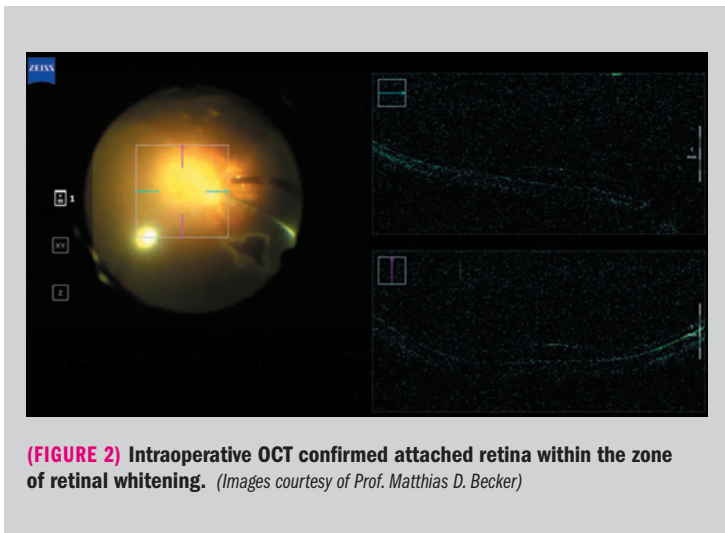 ZEISS
1
XY
Z
(FIGURE 2) Intraoperative OCT confirmed attached retina within the zone
of retinal whitening. (Images courtesy of Prof. Matthias D. Becker)